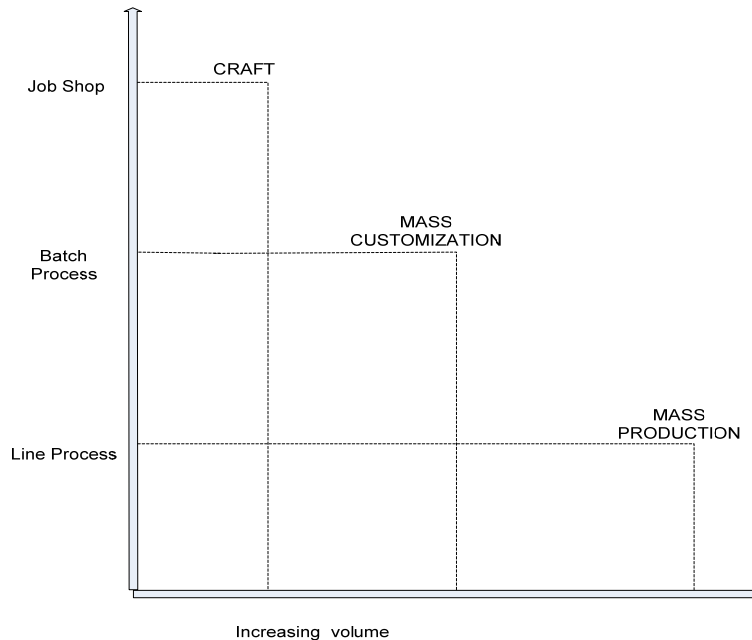 CRAFT
Job Shop
MASS
CUSTOMIZATION
Batch
Process
MASS
PRODUCTION
Line Process
Increasing volume